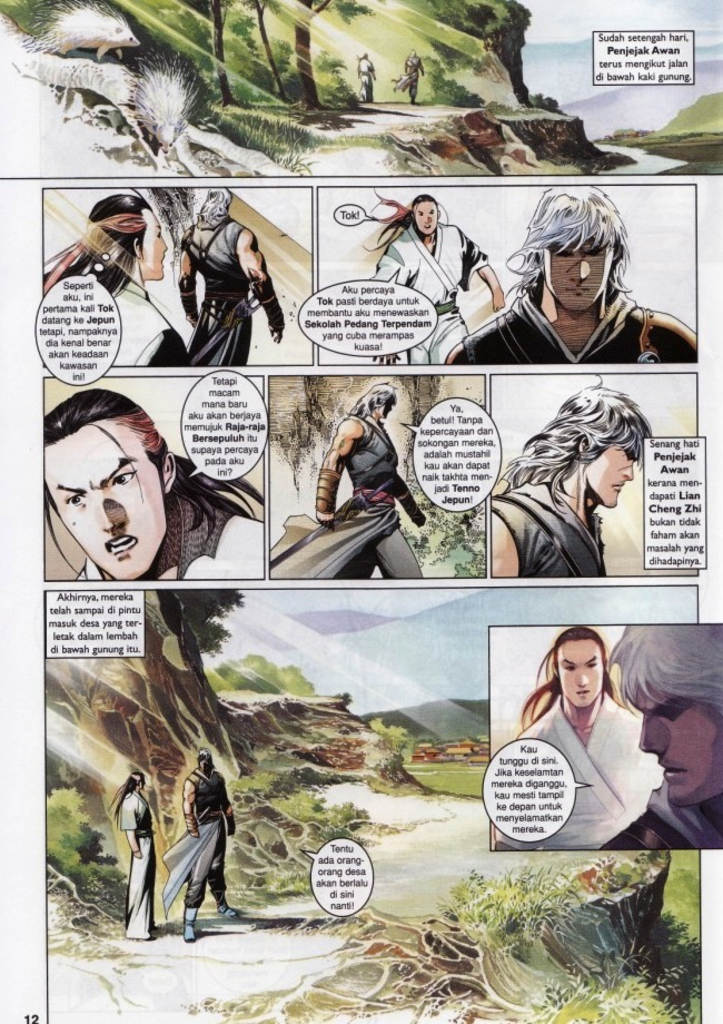 Sudah setengah hari,
Penjejak Awan
terus mengikut jalan
di bawah kaki gunung.
Seperti
aku, ini
pertama kali Tok
datang ke Jepun
tetapi, nampaknya
dia kenal benar
akan keadaan
kawasan
ini!
Tok!
Aku percaya
Tok pasti berdaya untuk
membantu aku menewaskan
Sekolah Pedang Terpendam
yang cuba merampas
kuasa!
Tetapi
macam
mana baru
aku akan berjaya
memujuk Raja-raja
Bersepuluh itu
supaya percaya
pada aku
ini?
Ya,
betul! Tanpa
kepercayaan dan
sokongan mereka,
adalah mustahil
kau akan dapat
naik takhta men-
jadi Tenno
Jepun!
Senang hati
Penjejak
Awan
kerana men-
dapati Lian
Cheng Zhi
bukan tidak
faham akan
masalah yang
dihadapinya.
Akhirnya, mereka
telah sampai di pintu
masuk desa yang ter-
letak dalam lembah
di bawah gunung itu.
Kau
tunggu di sini.
Jika keselamtan
mereka diganggu,
kau mesti tampil
ke depan untuk
menyelamatkan
mereka.
Tentu
ada orang-
orang desa
akan berlalu
di sini
nanti!
12